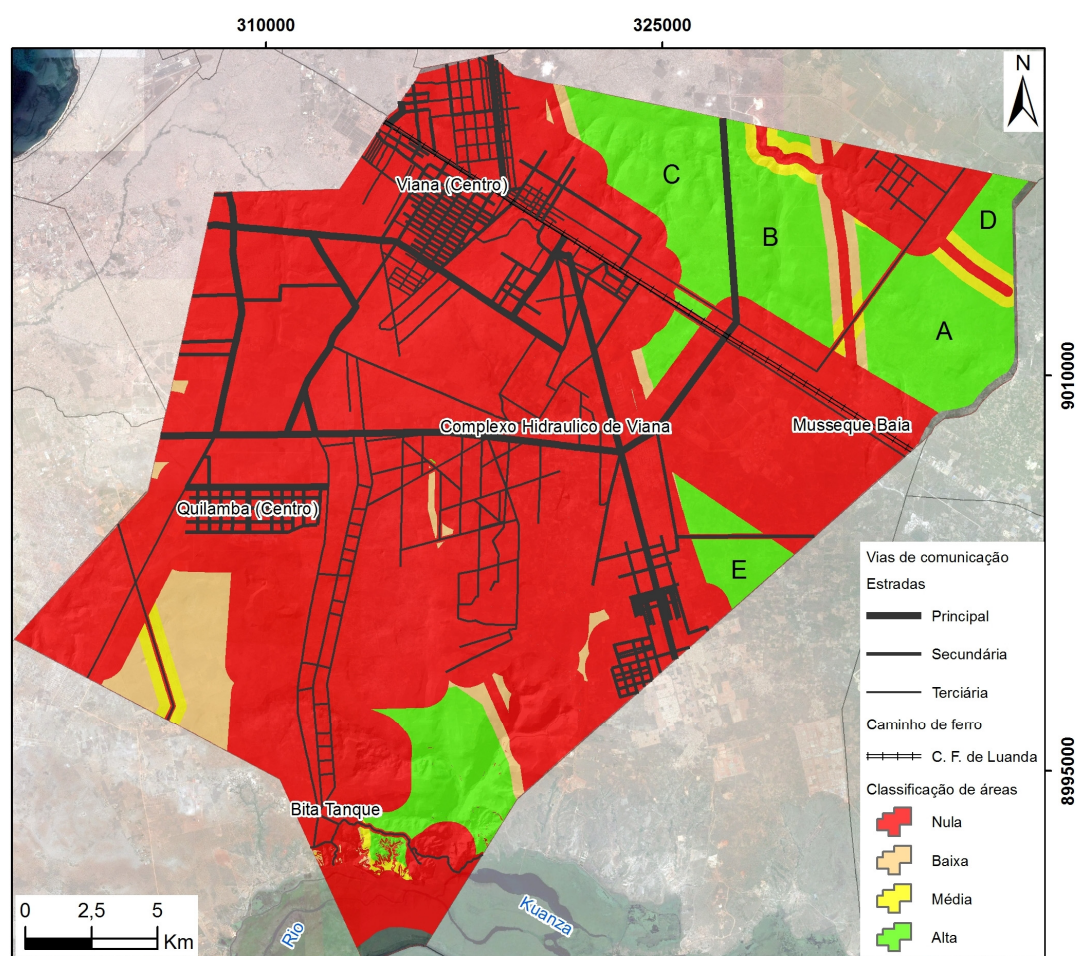 310000
325000
N
C
Viana (Centro)
D
B
A
9010000
Complexo Hidraulico de Viana
Musseque Baia
Quilamba (Centro)
E
Vias de comunicação
Estradas
Principal
Secundária
Terciária
Caminho de ferro
C. F. de Luanda
8995000
Classificação de áreas
Bita Tanque
Nula
Baixa
Média
Alta
0 2,5 5
Km
Rio
Kuanza